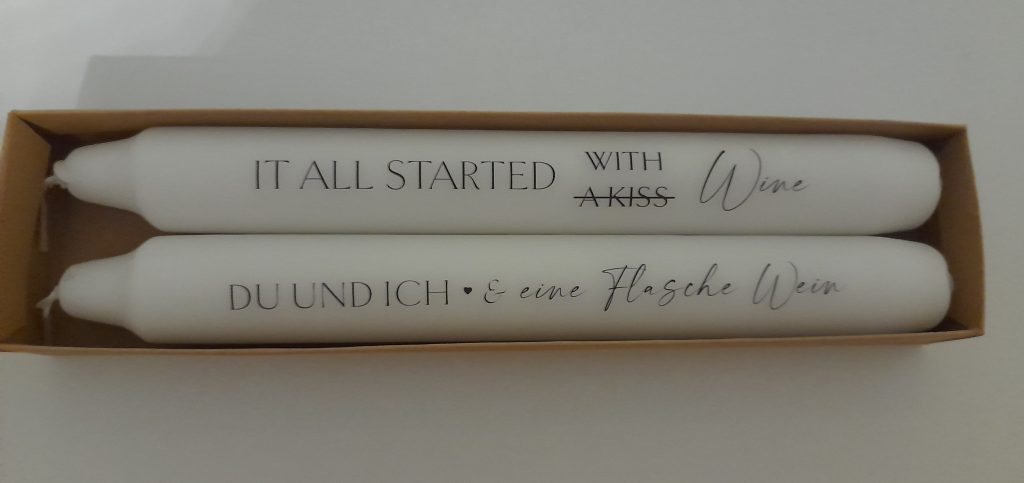 IT ALL STARTED WITH A KISS Wine
DU UND ICH ♥ & eine Flasche Wein